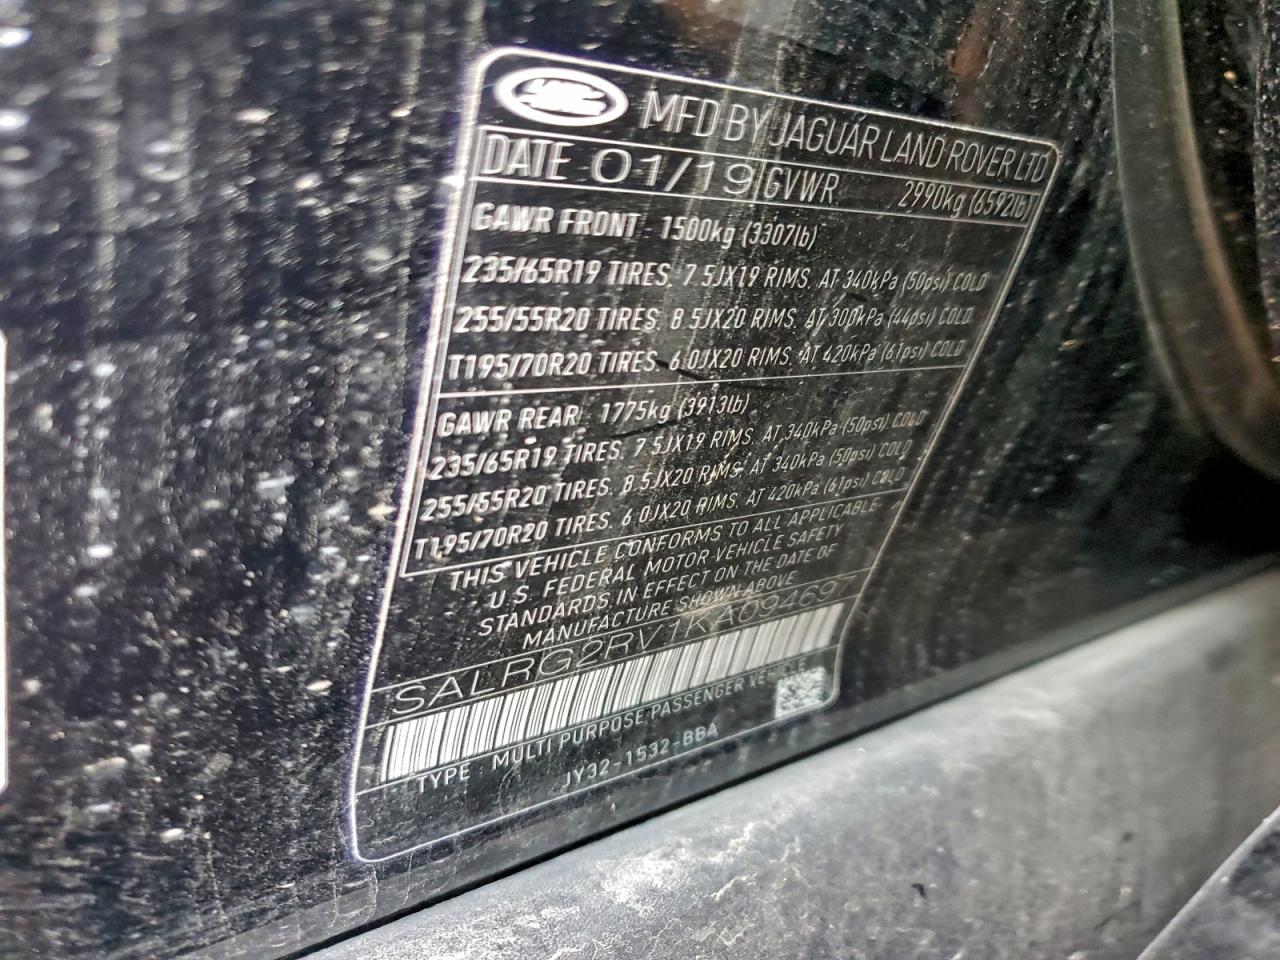 MFD BY JAGUAR LAND ROVER LTD
DATE 01/19 GVWR 2990kg (6592lb)
GAWR FRONT 1500kg (3307lb)
235/65R19 TIRES. 7.5JX19 RIMS. AT 340kPa (50psi) COLD
255/55R20 TIRES. 8.5JX20 RIMS. AT 300kPa (44psi) COLD
T195/70R20 TIRES. 6.0JX20 RIMS. AT 420kPa (61psi) COLD
GAWR REAR 1775kg (3913lb)
235/65R19 TIRES. 7.5JX19 RIMS. AT 340kPa (50psi) COLD
255/55R20 TIRES. 8.5JX20 RIMS. AT 340kPa (50psi) COLD
T195/70R20 TIRES. 6.0JX20 RIMS. AT 420kPa (61psi) COLD
THIS VEHICLE CONFORMS TO ALL APPLICABLE
U.S. FEDERAL MOTOR VEHICLE SAFETY
STANDARDS IN EFFECT ON THE DATE OF
MANUFACTURE SHOWN ABOVE
SALRG2RV1KA094697
TYPE : MULTI PURPOSE PASSENGER VEHICLE
JY32-1532-BBA